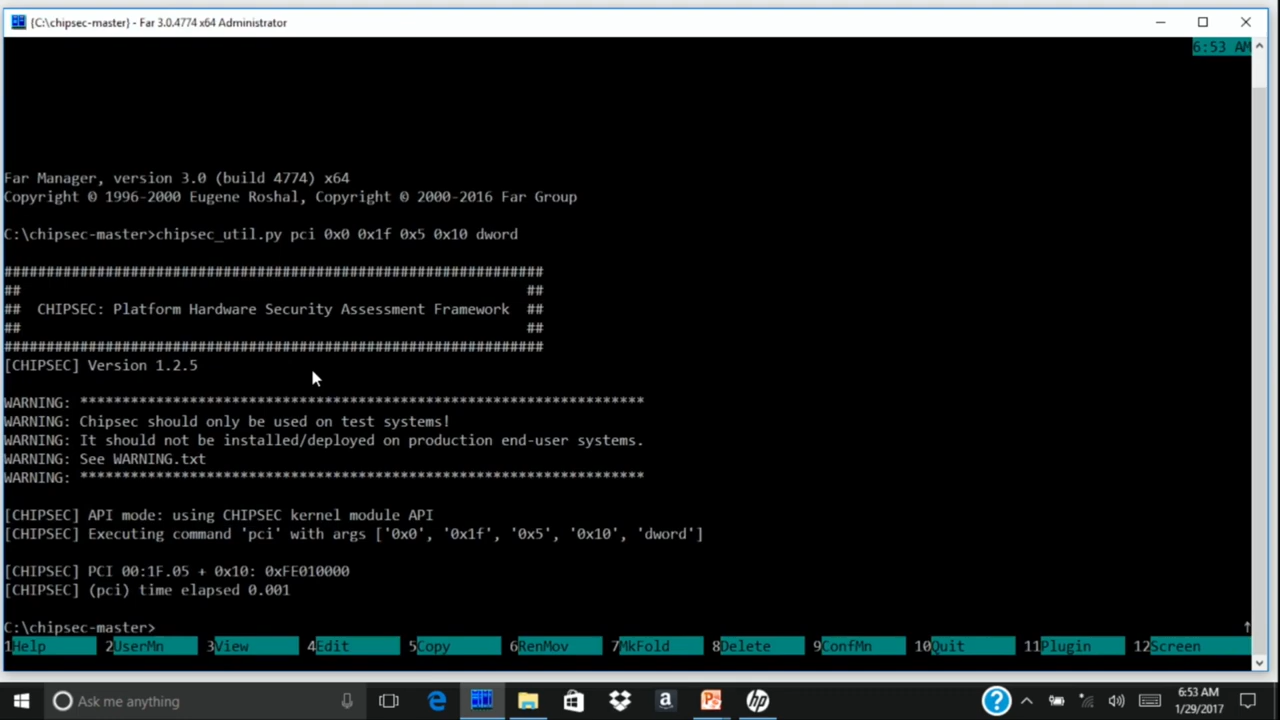 {C:\chipsec-master} - Far 3.0.4774 x64 Administrator
6:53 AM
Far Manager, version 3.0 (build 4774) x64
Copyright © 1996-2000 Eugene Roshal, Copyright © 2000-2016 Far Group
C:\chipsec-master>chipsec_util.py pci 0x0 0x1f 0x5 0x10 dword
################################################################
##                                                            ##
##  CHIPSEC: Platform Hardware Security Assessment Framework  ##
##                                                            ##
################################################################
[CHIPSEC] Version 1.2.5
WARNING: *******************************************************************
WARNING: Chipsec should only be used on test systems!
WARNING: It should not be installed/deployed on production end-user systems.
WARNING: See WARNING.txt
WARNING: *******************************************************************
[CHIPSEC] API mode: using CHIPSEC kernel module API
[CHIPSEC] Executing command 'pci' with args ['0x0', '0x1f', '0x5', '0x10', 'dword']
[CHIPSEC] PCI 00:1F.05 + 0x10: 0xFE010000
[CHIPSEC] (pci) time elapsed 0.001
C:\chipsec-master>
1Help 2UserMn 3View 4Edit 5Copy 6RenMov 7MkFold 8Delete 9ConfMn 10Quit 11Plugin 12Screen
Ask me anything
6:53 AM
1/29/2017